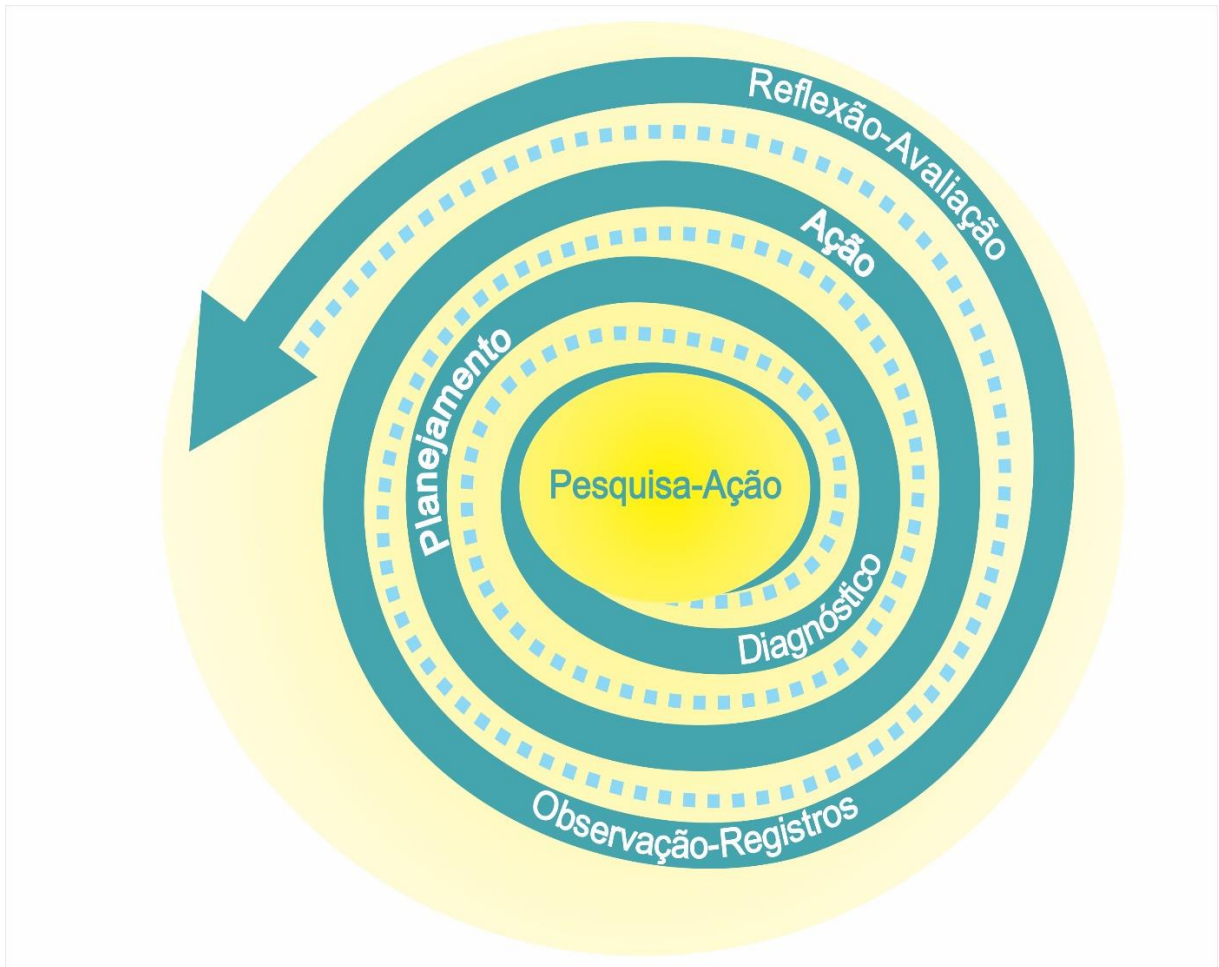 Reflexão-Avaliação
Ação
Planejamento
Pesquisa-Ação
Diagnóstico
Observação-Registros